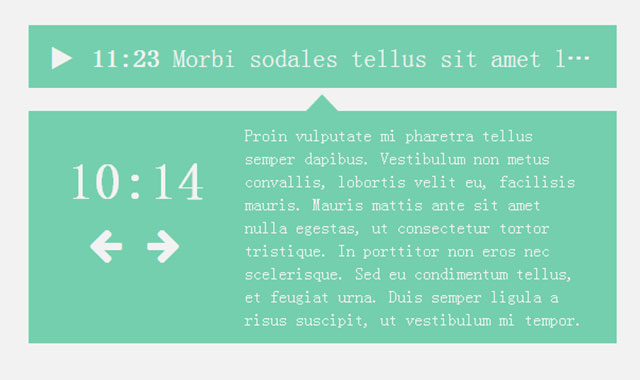 11:23 Morbi sodales tellus sit amet l…
10:14
Proin vulputate mi pharetra tellus
semper dapibus. Vestibulum non metus
convallis, lobortis velit eu, facilisis
mauris. Mauris mattis ante sit amet
nulla egestas, ut consectetur tortor
tristique. In porttitor non eros nec
scelerisque. Sed eu condimentum tellus,
et feugiat urna. Duis semper ligula a
risus suscipit, ut vestibulum mi tempor.